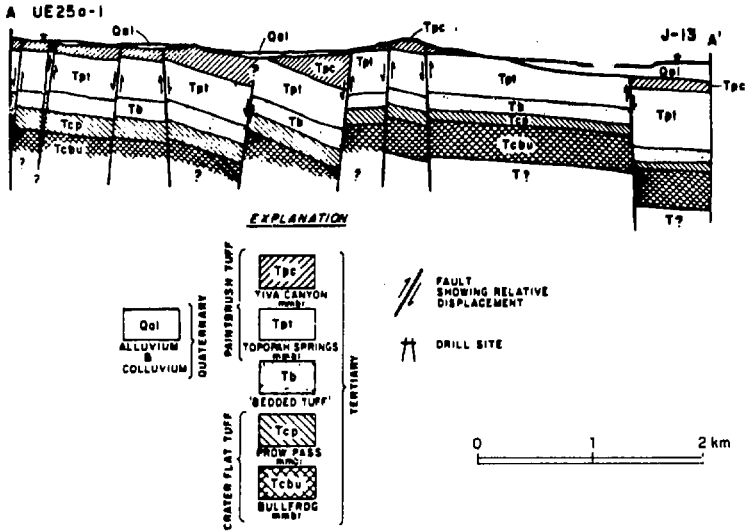 A UE25a-1
J-13
A'
Qal
Qal
Tpc
Qal
Tpc
Tpc
Tpt
Tpt
Tpt
Tpt
Tpt
Tpt
Tb
Tb
Tb
Tcp
Tcp
Tcbu
Tcbu
?
?
?
?
?
T?
T?
EXPLANATION
Tpc
TIVA CANYON
mmbr
PAINTBRUSH TUFF
Tpt
TOPOPAH SPRINGS
mmbr
Qal
ALLUVIUM
&
COLLUVIUM
QUATERNARY
Tb
'BEDDED TUFF'
TERTIARY
Tcp
PROW PASS
mmbr
CRATER FLAT TUFF
Tcbu
BULLFROG
mmbr
FAULT
SHOWING RELATIVE
DISPLACEMENT
DRILL SITE
0 1 2 km